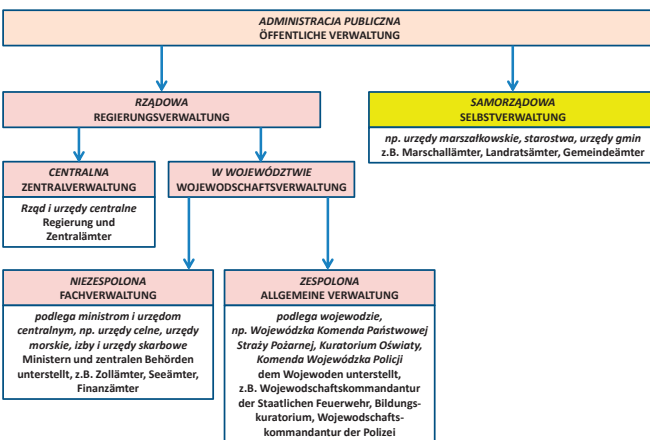 ADMINISTRACJA PUBLICZNA
ÖFFENTLICHE VERWALTUNG
RZĄDOWA
REGIERUNGSVERWALTUNG
SAMORZĄDOWA
SELBSTVERWALTUNG
np. urzędy marszałkowskie, starostwa, urzędy gmin
z.B. Marschallämter, Landratsämter, Gemeindeämter
CENTRALNA
ZENTRALVERWALTUNG
Rząd i urzędy centralne
Regierung und
Zentralämter
W WOJEWÓDZTWIE
WOJEWODSCHAFTSVERWALTUNG
NIEZESPOLONA
FACHVERWALTUNG
podlega ministrom i urzędom
centralnym, np. urzędy celne, urzędy
morskie, izby i urzędy skarbowe
Ministern und zentralen Behörden
unterstellt, z.B. Zollämter, Seeämter,
Finanzämter
ZESPOLONA
ALLGEMEINE VERWALTUNG
podlega wojewodzie,
np. Wojewódzka Komenda Państwowej
Straży Pożarnej, Kuratorium Oświaty,
Komenda Wojewódzka Policji
dem Wojewoden unterstellt,
z.B. Wojewodschaftskommandantur
der Staatlichen Feuerwehr, Bildungs-
kuratorium, Wojewodschafts-
kommandantur der Polizei